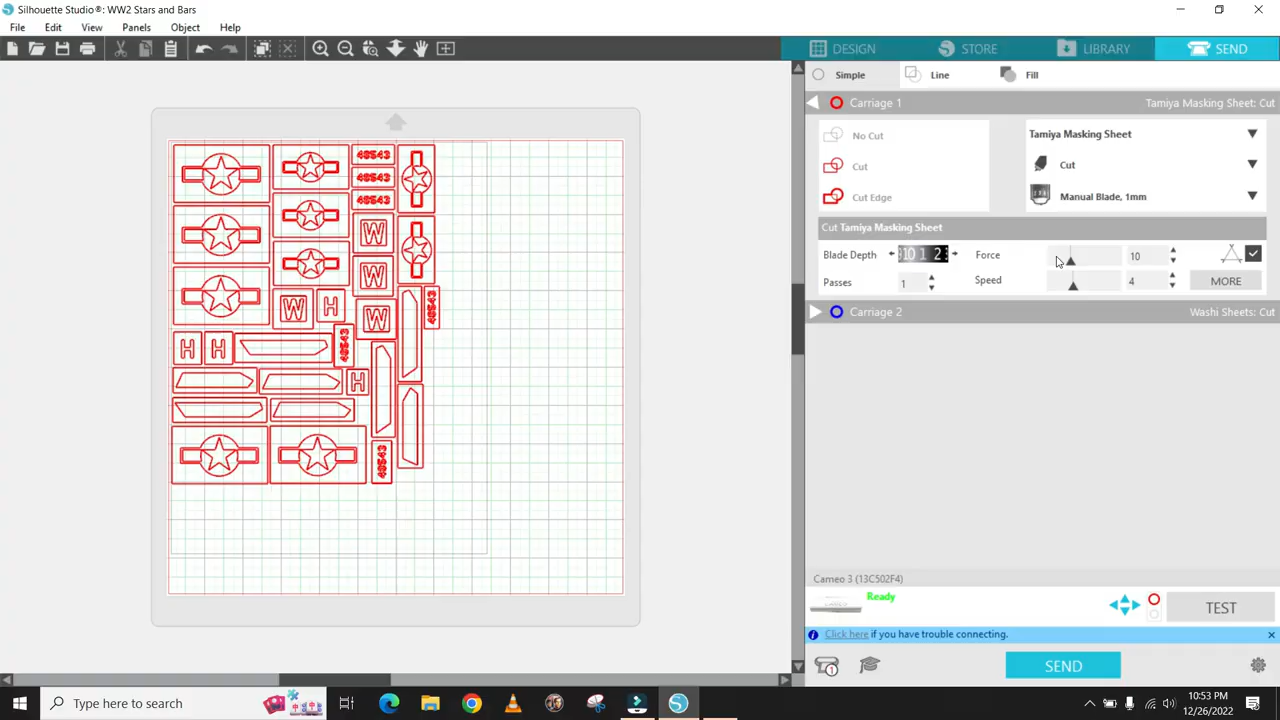 Silhouette Studio®: WW2 Stars and Bars
File Edit View Panels Object Help
DESIGN STORE LIBRARY SEND
Simple Line Fill
Carriage 1 Tamiya Masking Sheet: Cut
No Cut Tamiya Masking Sheet
Cut Cut
Cut Edge Manual Blade, 1mm
Cut Tamiya Masking Sheet
Blade Depth 10 1 2 Force 10
Passes 1 Speed 4 MORE
Carriage 2 Washi Sheets: Cut
48543
48543
48543
W
W
W H W 48543
H H 48543
H
48543
Cameo 3 (13C502F4)
Ready
TEST
Click here if you have trouble connecting.
1 SEND
Type here to search
10:53 PM
12/26/2022